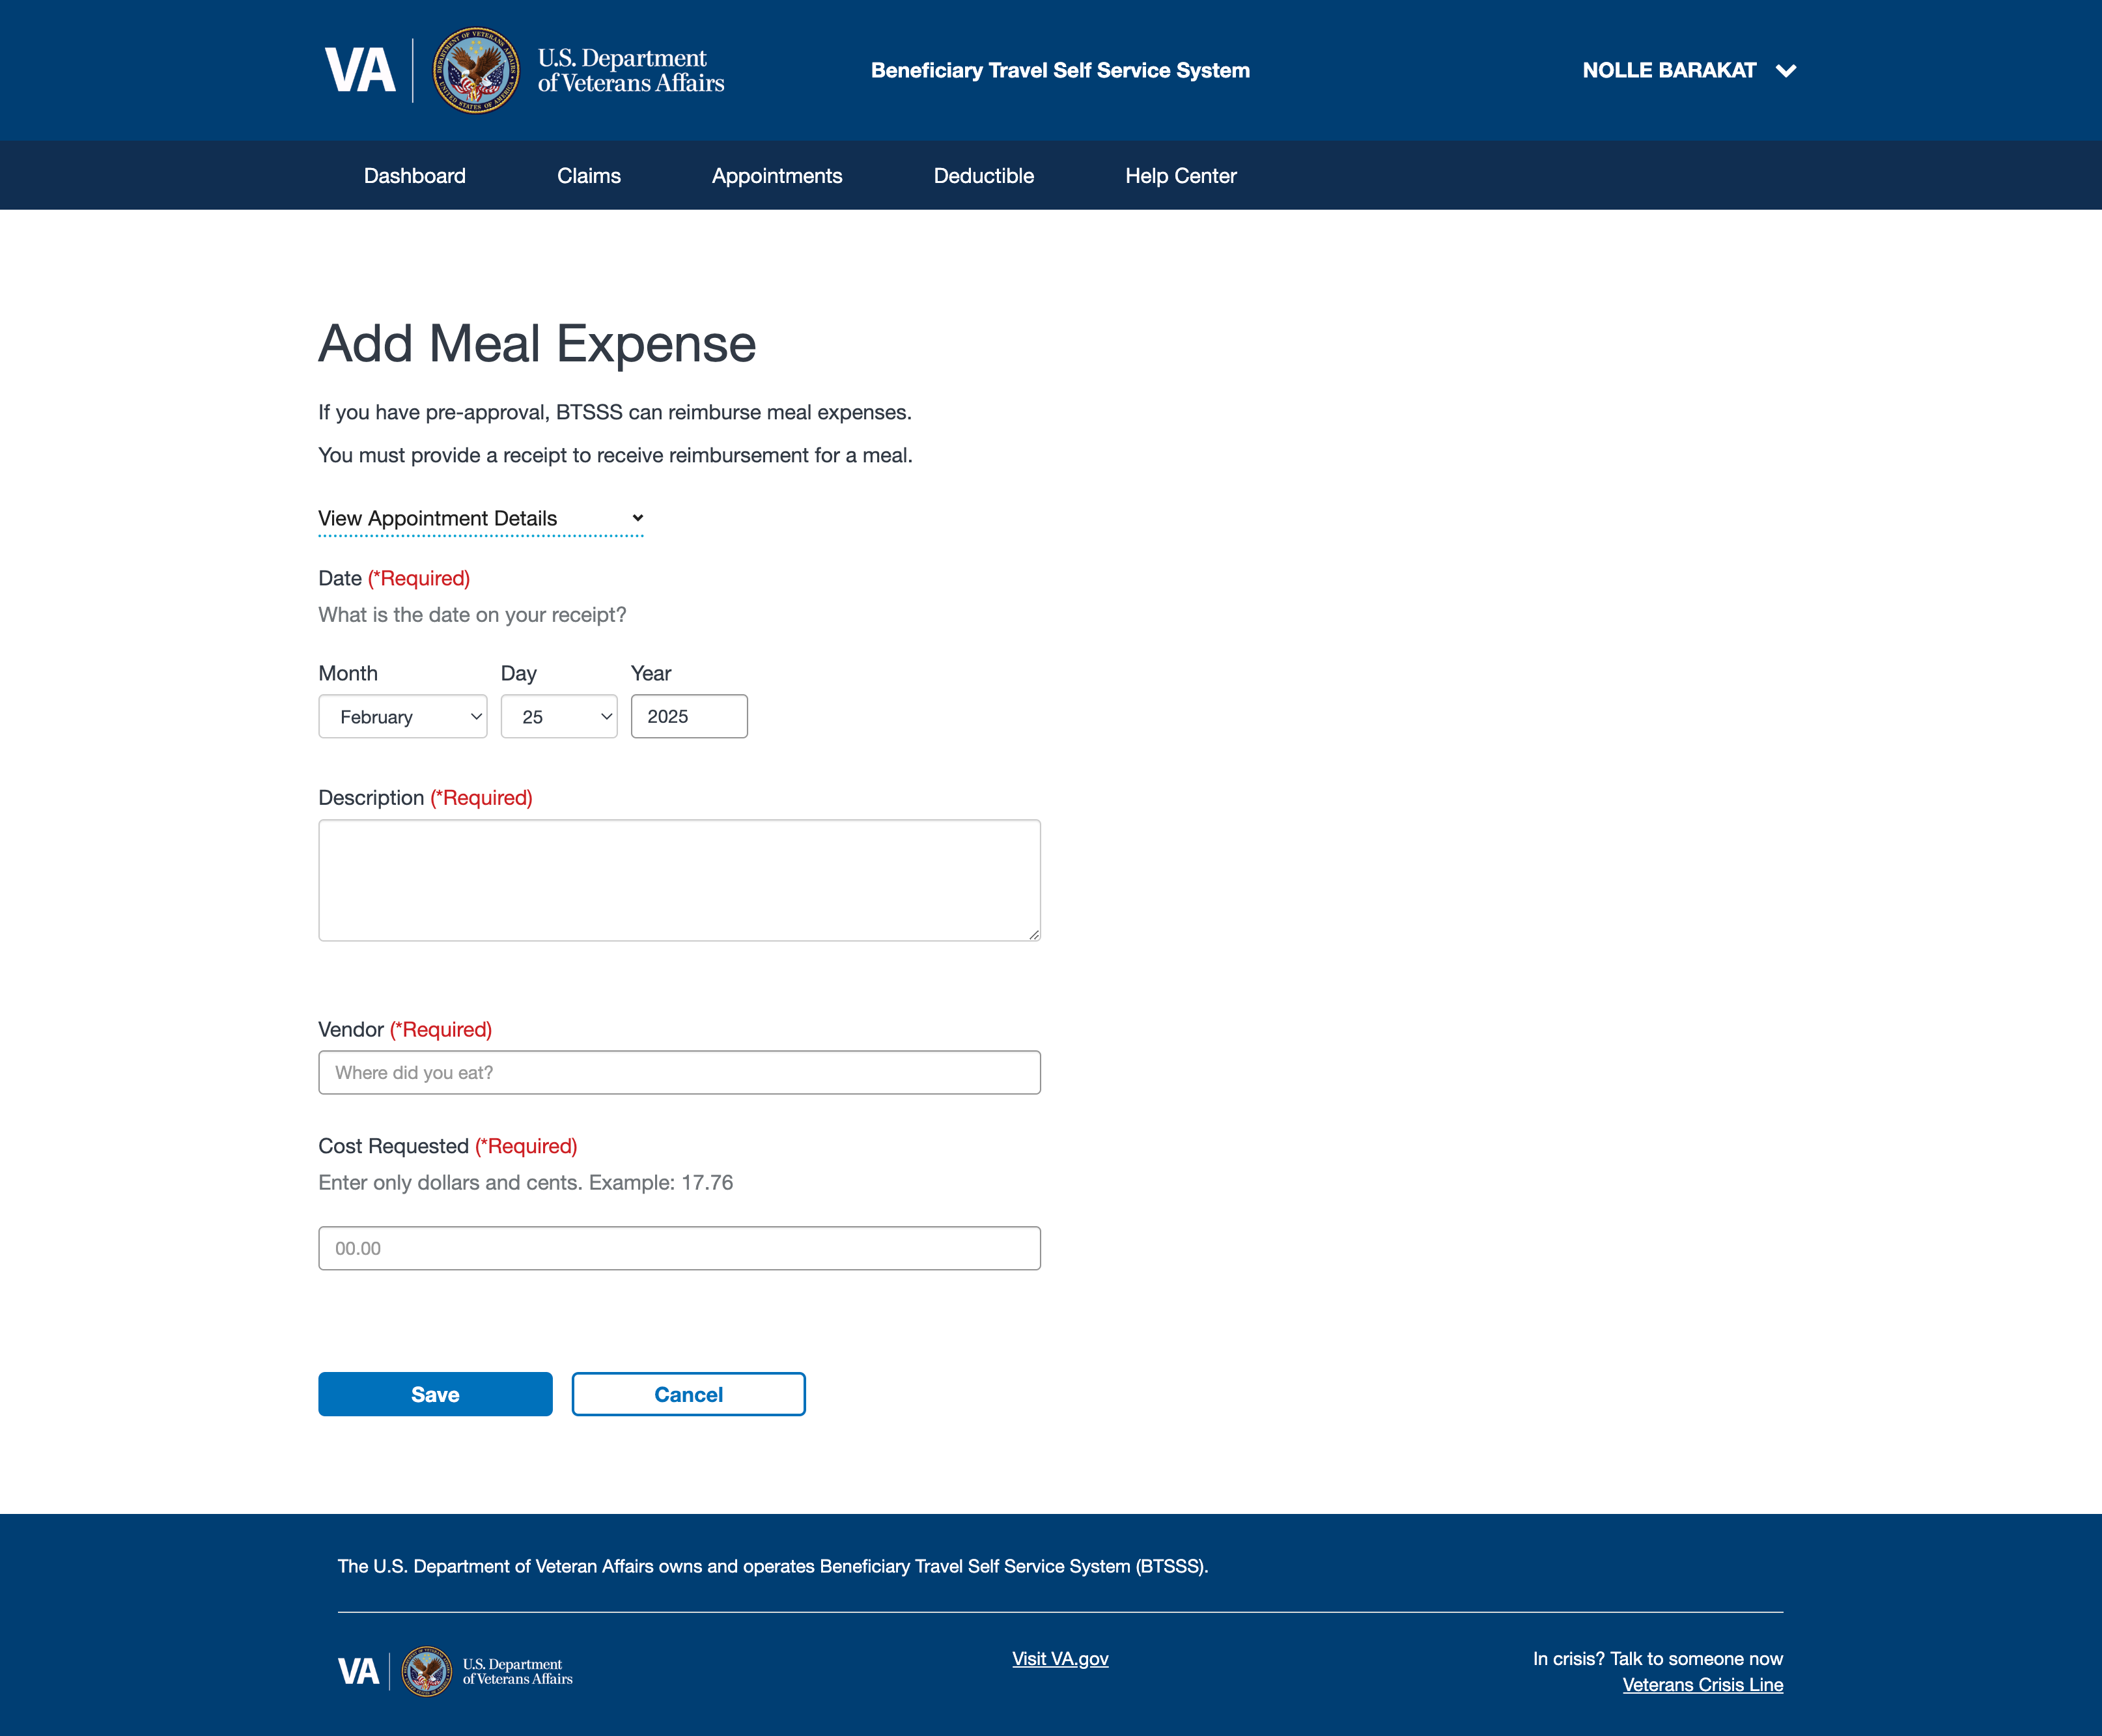 VA
U.S. Department
of Veterans Affairs
Beneficiary Travel Self Service System
NOLLE BARAKAT
Dashboard
Claims
Appointments
Deductible
Help Center
Add Meal Expense
If you have pre-approval, BTSSS can reimburse meal expenses.
You must provide a receipt to receive reimbursement for a meal.
View Appointment Details
Date (*Required)
What is the date on your receipt?
Month
Day
Year
February
25
2025
Description (*Required)
Vendor (*Required)
Where did you eat?
Cost Requested (*Required)
Enter only dollars and cents. Example: 17.76
00.00
Save
Cancel
The U.S. Department of Veteran Affairs owns and operates Beneficiary Travel Self Service System (BTSSS).
VA
U.S. Department
of Veterans Affairs
Visit VA.gov
In crisis? Talk to someone now
Veterans Crisis Line